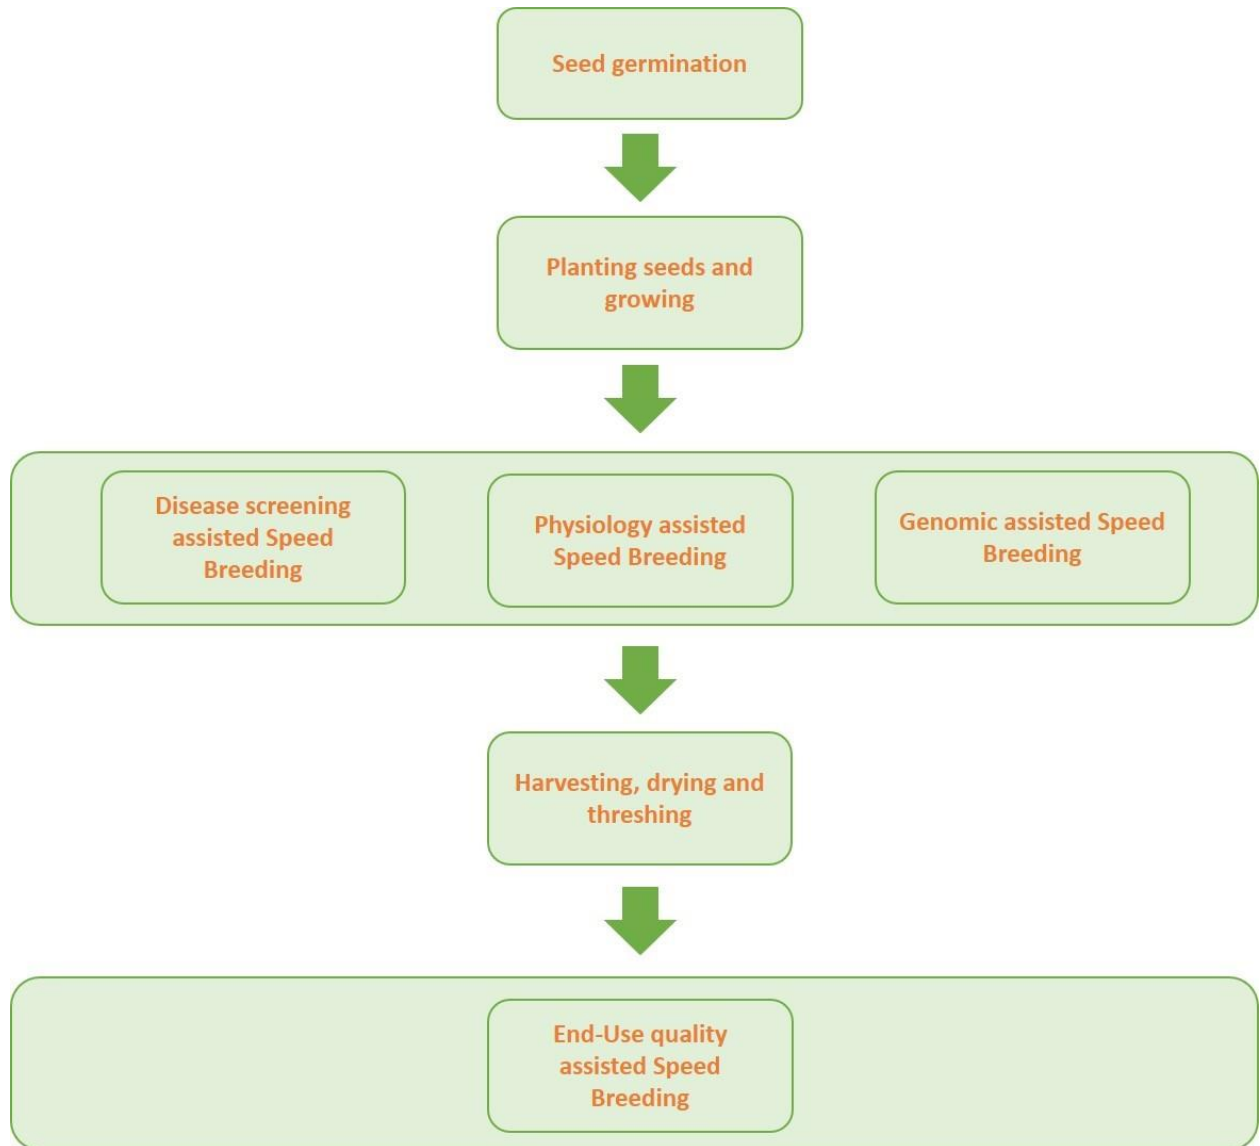 Seed germination
Planting seeds and
growing
Disease screening
assisted Speed
Breeding
Physiology assisted
Speed Breeding
Genomic assisted Speed
Breeding
Harvesting, drying and
threshing
End-Use quality
assisted Speed
Breeding